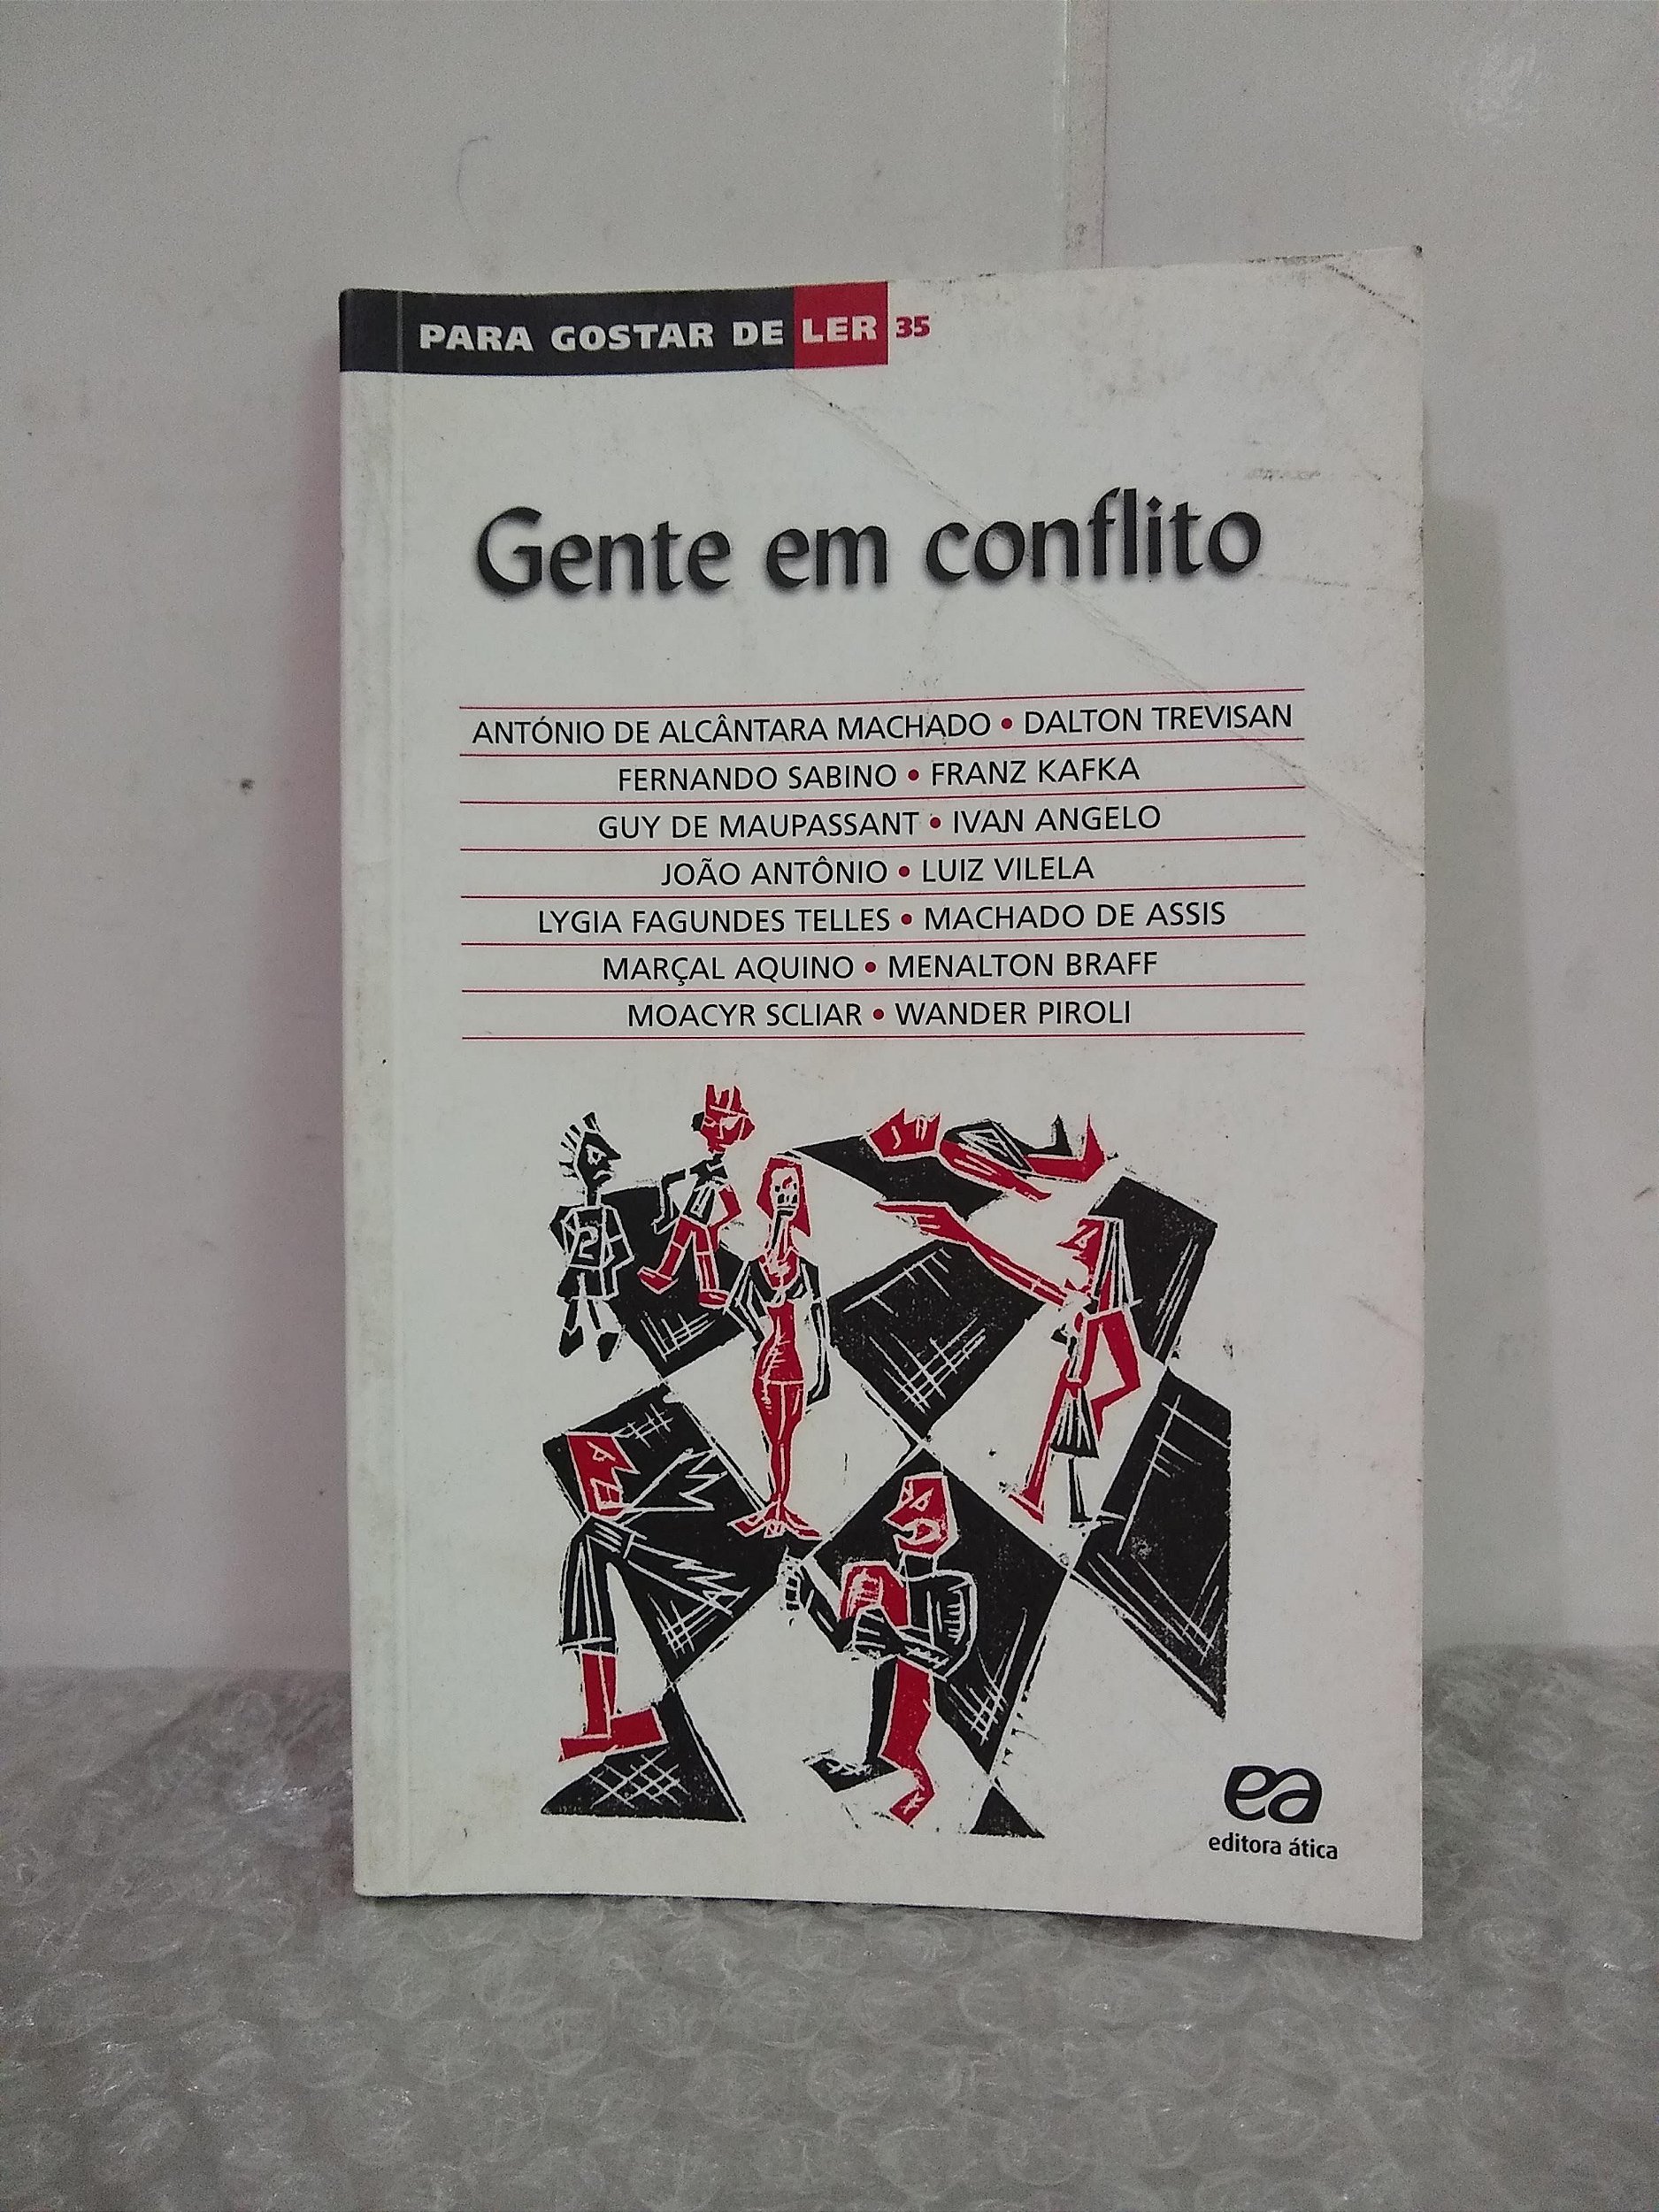 PARA GOSTAR DE LER 35
Gente em conflito
ANTÓNIO DE ALCÂNTARA MACHADO • DALTON TREVISAN
FERNANDO SABINO • FRANZ KAFKA
GUY DE MAUPASSANT • IVAN ANGELO
JOÃO ANTÔNIO • LUIZ VILELA
LYGIA FAGUNDES TELLES • MACHADO DE ASSIS
MARÇAL AQUINO • MENALTON BRAFF
MOACYR SCLIAR • WANDER PIROLI
2
ea
editora ática